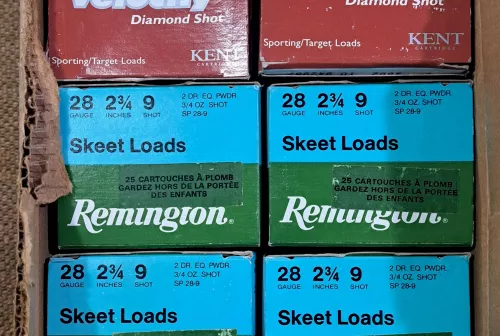 Velocity
Diamond Shot
KENT
CARTRIDGE
Sporting/Target Loads
Diamond Shot
KENT
CARTRIDGE
Sporting/Target Loads
28 2¾ 9
GAUGE INCHES SHOT
2 DR. EQ. PWDR.
3/4 OZ. SHOT
SP 28-9
Skeet Loads
25 CARTOUCHES À PLOMB
GARDEZ HORS DE LA PORTÉE
DES ENFANTS
Remington®
28 2¾ 9
GAUGE INCHES SHOT
2 DR. EQ. PWDR.
3/4 OZ. SHOT
SP 28-9
Skeet Loads
25 CARTOUCHES À PLOMB
GARDEZ HORS DE LA PORTÉE
DES ENFANTS
Remington®
28 2¾ 9
GAUGE INCHES SHOT
2 DR. EQ. PWDR.
3/4 OZ. SHOT
SP 28-9
Skeet Loads
28 2¾ 9
GAUGE INCHES SHOT
2 DR. EQ. PWDR.
3/4 OZ. SHOT
SP 28-9
Skeet Loads